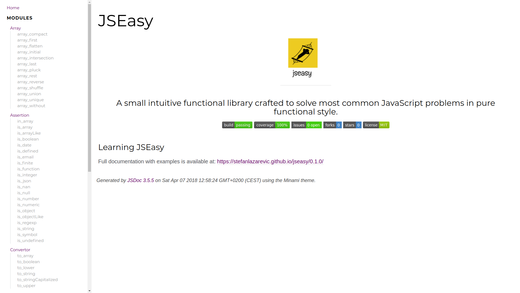 Home
MODULES
Array
array_compact
array_first
array_flatten
array_initial
array_intersection
array_last
array_pluck
array_rest
array_reverse
array_shuffle
array_union
array_unique
array_without
Assertion
is_array
is_arrayLike
is_boolean
is_date
is_defined
is_email
is_finite
is_function
is_integer
is_json
is_nan
is_null
is_number
is_numeric
is_object
is_objectLike
is_regexp
is_string
is_symbol
is_undefined
Convertor
to_array
to_boolean
to_lower
to_string
to_stringCapitalized
to_upper
JSEasy
jseasy
A small intuitive functional library crafted to solve most common JavaScript problems in pure
functional style.
build passing coverage 100% issues 0 open forks 0 stars 2 license MIT
Learning JSEasy
Full documentation with examples is available at: https://stefanlazarevic.github.io/jseasy/0.1.0/
Generated by JSDoc 3.5.5 on Sat Apr 07 2018 12:58:24 GMT+0200 (CEST) using the Minami theme.